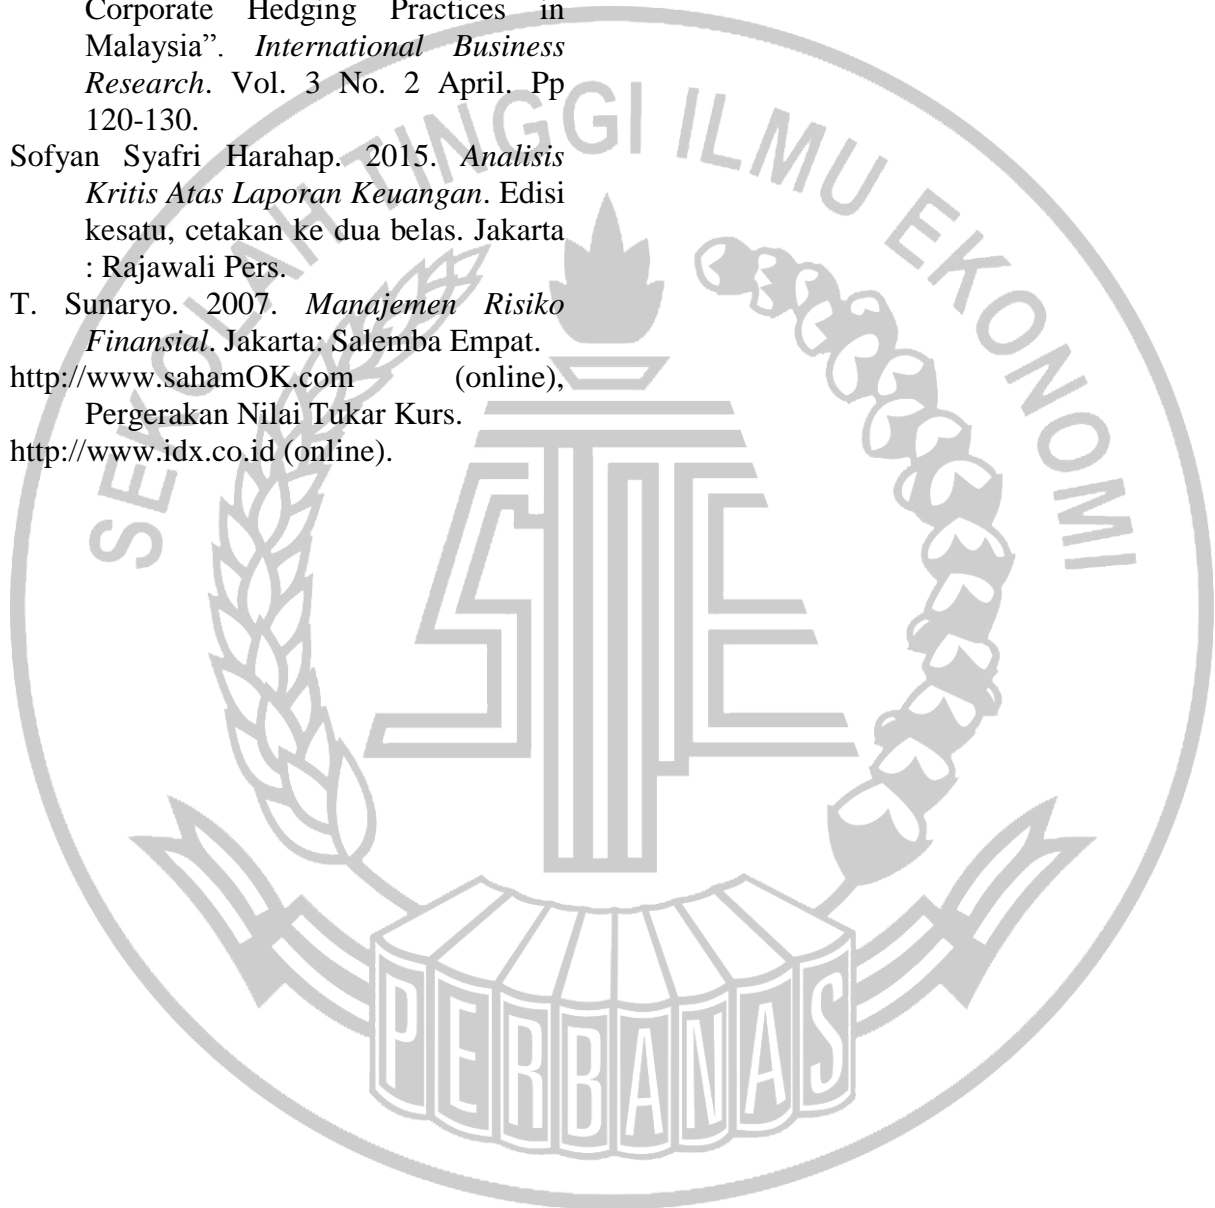 Corporate Hedging Practices in
Malaysia”. International Business
Research. Vol. 3 No. 2 April. Pp
120-130.
Sofyan Syafri Harahap. 2015. Analisis
Kritis Atas Laporan Keuangan. Edisi
kesatu, cetakan ke dua belas. Jakarta
: Rajawali Pers.
T. Sunaryo. 2007. Manajemen Risiko
Finansial. Jakarta: Salemba Empat.
http://www.sahamOK.com (online),
Pergerakan Nilai Tukar Kurs.
http://www.idx.co.id (online).
SEKOLAH TINGGI ILMU EKONOMI
STIE
PERBANAS